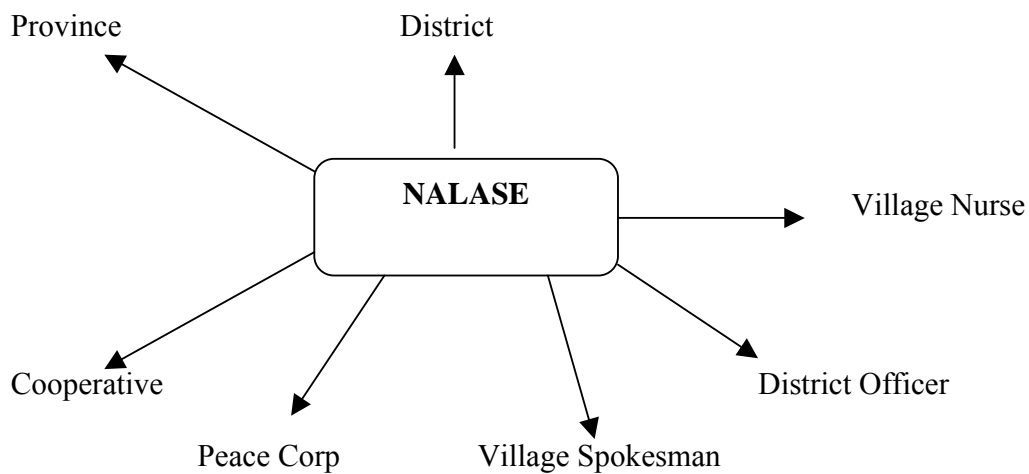 Province
District
NALASE
Village Nurse
Cooperative
District Officer
Peace Corp
Village Spokesman